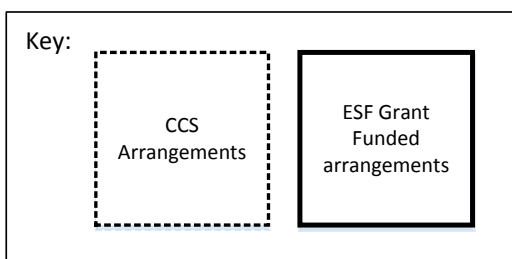 Key:
CCS
Arrangements
ESF Grant
Funded
arrangements